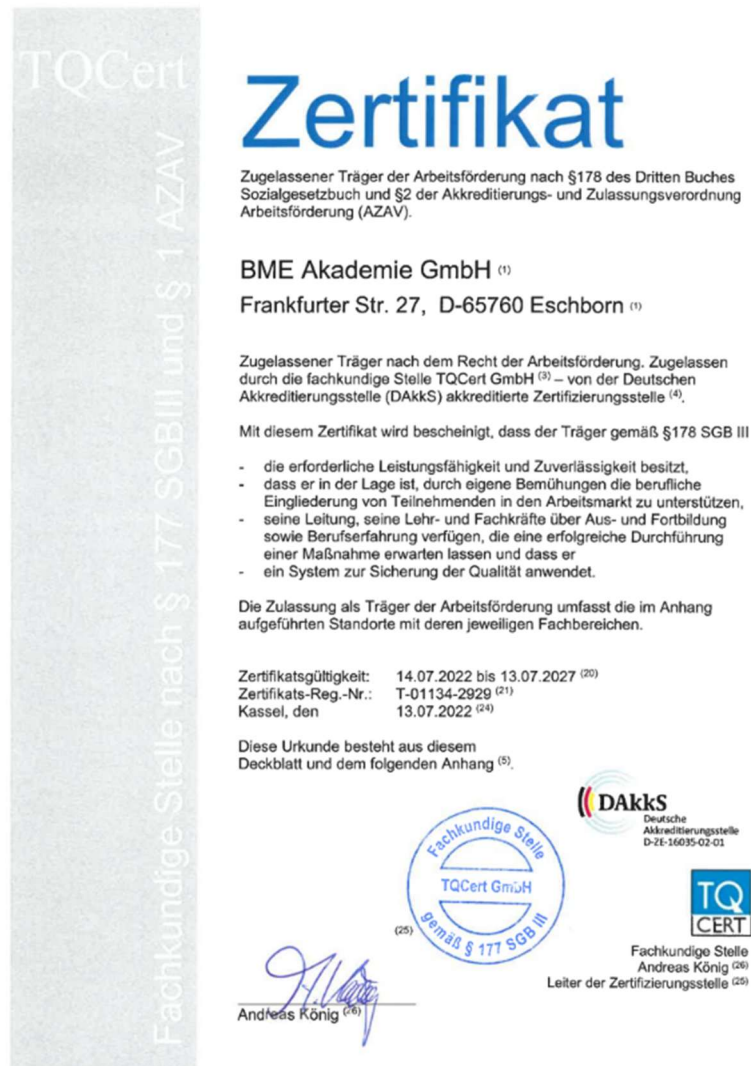 TQCert
Fachkundige Stelle nach § 177 SGBIII und § 1 AZAV
Zertifikat
Zugelassener Träger der Arbeitsförderung nach §178 des Dritten Buches
Sozialgesetzbuch und §2 der Akkreditierungs- und Zulassungsverordnung
Arbeitsförderung (AZAV).
BME Akademie GmbH (1)
Frankfurter Str. 27, D-65760 Eschborn (1)
Zugelassener Träger nach dem Recht der Arbeitsförderung. Zugelassen
durch die fachkundige Stelle TQCert GmbH (3) – von der Deutschen
Akkreditierungsstelle (DAkkS) akkreditierte Zertifizierungsstelle (4).
Mit diesem Zertifikat wird bescheinigt, dass der Träger gemäß §178 SGB III
- die erforderliche Leistungsfähigkeit und Zuverlässigkeit besitzt,
- dass er in der Lage ist, durch eigene Bemühungen die berufliche
Eingliederung von Teilnehmenden in den Arbeitsmarkt zu unterstützen,
- seine Leitung, seine Lehr- und Fachkräfte über Aus- und Fortbildung
sowie Berufserfahrung verfügen, die eine erfolgreiche Durchführung
einer Maßnahme erwarten lassen und dass er
- ein System zur Sicherung der Qualität anwendet.
Die Zulassung als Träger der Arbeitsförderung umfasst die im Anhang
aufgeführten Standorte mit deren jeweiligen Fachbereichen.
Zertifikatsgültigkeit: 14.07.2022 bis 13.07.2027 (20)
Zertifikats-Reg.-Nr.: T-01134-2929 (21)
Kassel, den 13.07.2022 (24)
Diese Urkunde besteht aus diesem
Deckblatt und dem folgenden Anhang (5).
DAkkS
Deutsche
Akkreditierungsstelle
D-ZE-16035-02-01
Fachkundige Stelle
TQCert GmbH
gemäß § 177 SGB III
(25)
TQ
CERT
Fachkundige Stelle
Andreas König (26)
Leiter der Zertifizierungsstelle (25)
Andreas König (26)